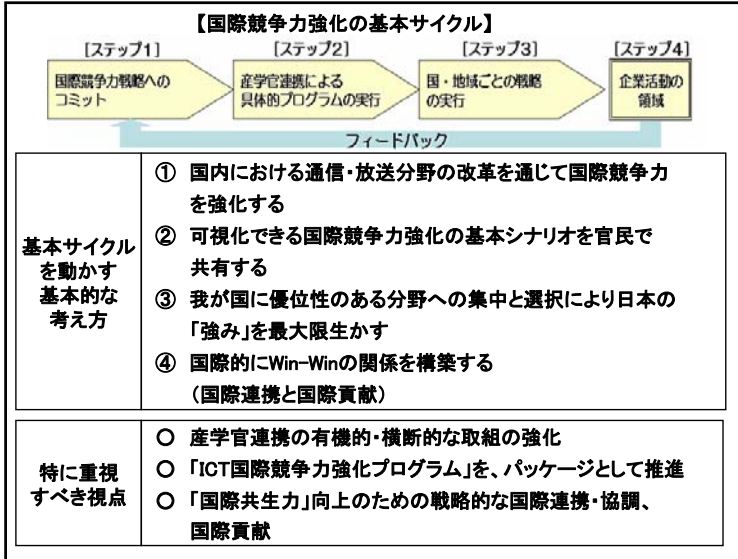 【国際競争力強化の基本サイクル】
[ステップ1]
[ステップ2]
[ステップ3]
[ステップ4]
国際競争力戦略への
コミット
産学官連携による
具体的プログラムの実行
国・地域ごとの戦略
の実行
企業活動の
領域
フィードバック
基本サイクル
を動かす
基本的な
考え方
① 国内における通信・放送分野の改革を通じて国際競争力
を強化する
② 可視化できる国際競争力強化の基本シナリオを官民で
共有する
③ 我が国に優位性のある分野への集中と選択により日本の
「強み」を最大限生かす
④ 国際的にWin-Winの関係を構築する
（国際連携と国際貢献）
特に重視
すべき視点
○ 産学官連携の有機的・横断的な取組の強化
○ 「ICT国際競争力強化プログラム」を、パッケージとして推進
○ 「国際共生力」向上のための戦略的な国際連携・協調、
国際貢献